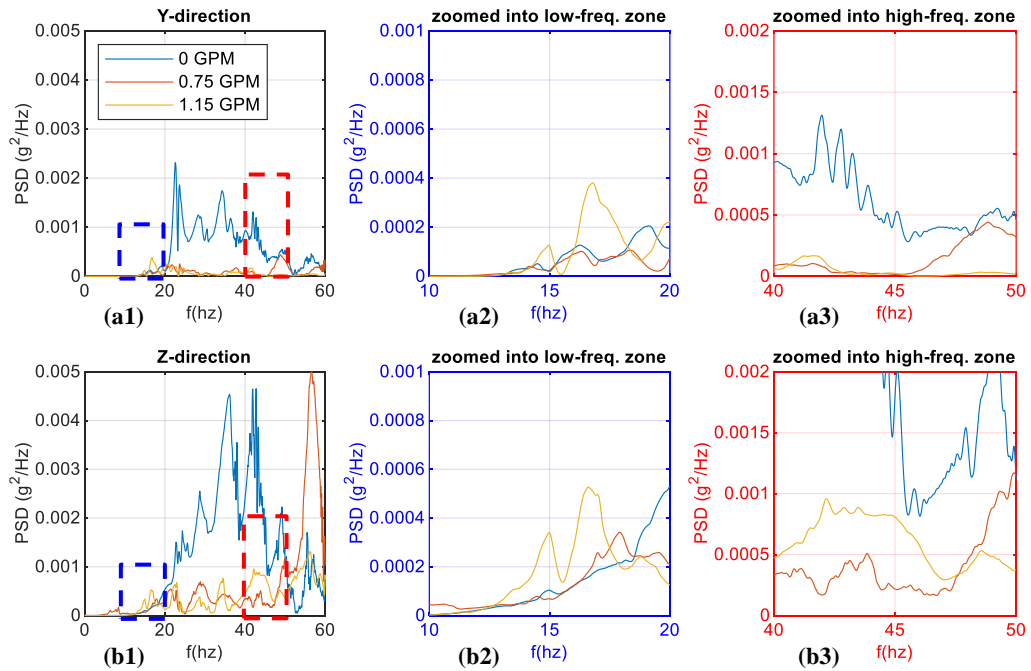 Y-direction
zoomed into low-freq. zone
zoomed into high-freq. zone
0.005
0.004
0.003
0.002
0.001
0
PSD (g²/Hz)
0 GPM
0.75 GPM
1.15 GPM
0 20 40 60
f(hz)
(a1)
0.001
0.0008
0.0006
0.0004
0.0002
0
PSD (g²/Hz)
10 15 20
f(hz)
(a2)
0.002
0.0015
0.001
0.0005
0
PSD (g²/Hz)
40 45 50
f(hz)
(a3)
Z-direction
zoomed into low-freq. zone
zoomed into high-freq. zone
0.005
0.004
0.003
0.002
0.001
0
PSD (g²/Hz)
0 20 40 60
f(hz)
(b1)
0.001
0.0008
0.0006
0.0004
0.0002
0
PSD (g²/Hz)
10 15 20
f(hz)
(b2)
0.002
0.0015
0.001
0.0005
0
PSD (g²/Hz)
40 45 50
f(hz)
(b3)